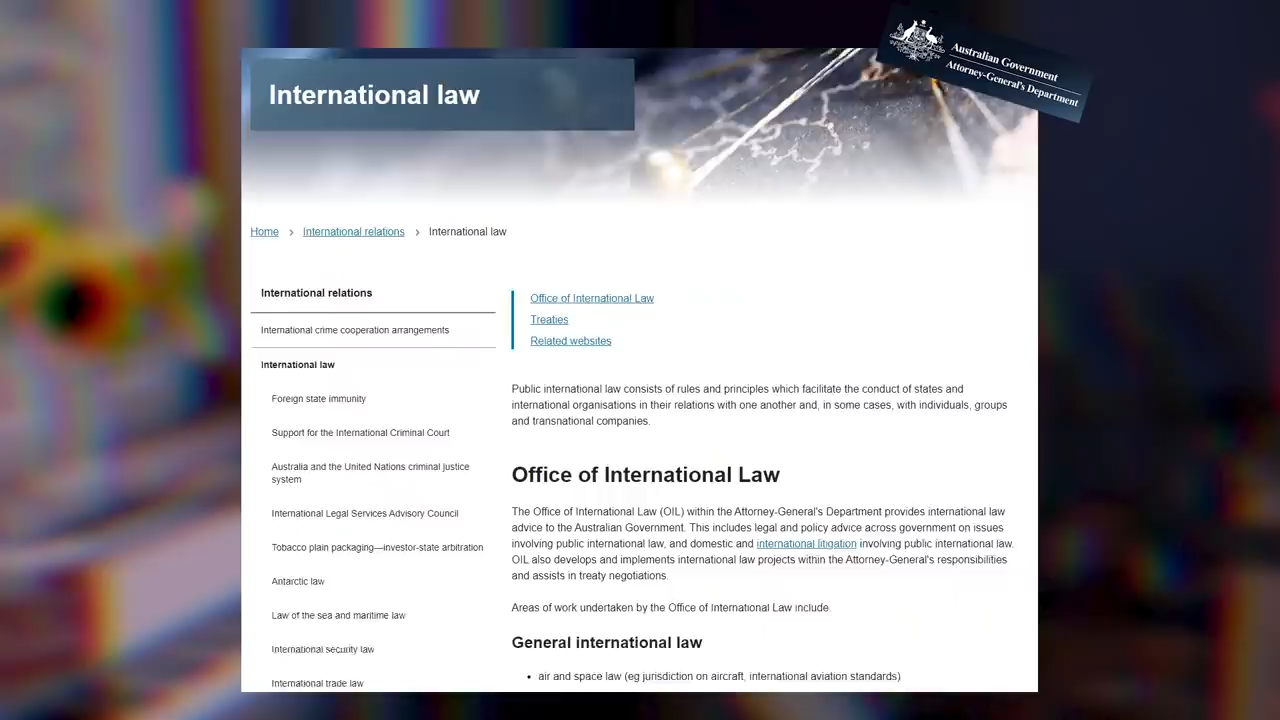 Australian Government
Attorney-General's Department
International law
Home > International relations > International law
International relations
International crime cooperation arrangements
International law
Foreign state immunity
Support for the International Criminal Court
Australia and the United Nations criminal justice
system
International Legal Services Advisory Council
Tobacco plain packaging—investor-state arbitration
Antarctic law
Law of the sea and maritime law
International security law
International trade law
Office of International Law
Treaties
Related websites
Public international law consists of rules and principles which facilitate the conduct of states and
international organisations in their relations with one another and, in some cases, with individuals, groups
and transnational companies.
Office of International Law
The Office of International Law (OIL) within the Attorney-General's Department provides international law
advice to the Australian Government. This includes legal and policy advice across government on issues
involving public international law, and domestic and international litigation involving public international law.
OIL also develops and implements international law projects within the Attorney-General's responsibilities
and assists in treaty negotiations.
Areas of work undertaken by the Office of International Law include.
General international law
• air and space law (eg jurisdiction on aircraft, international aviation standards)